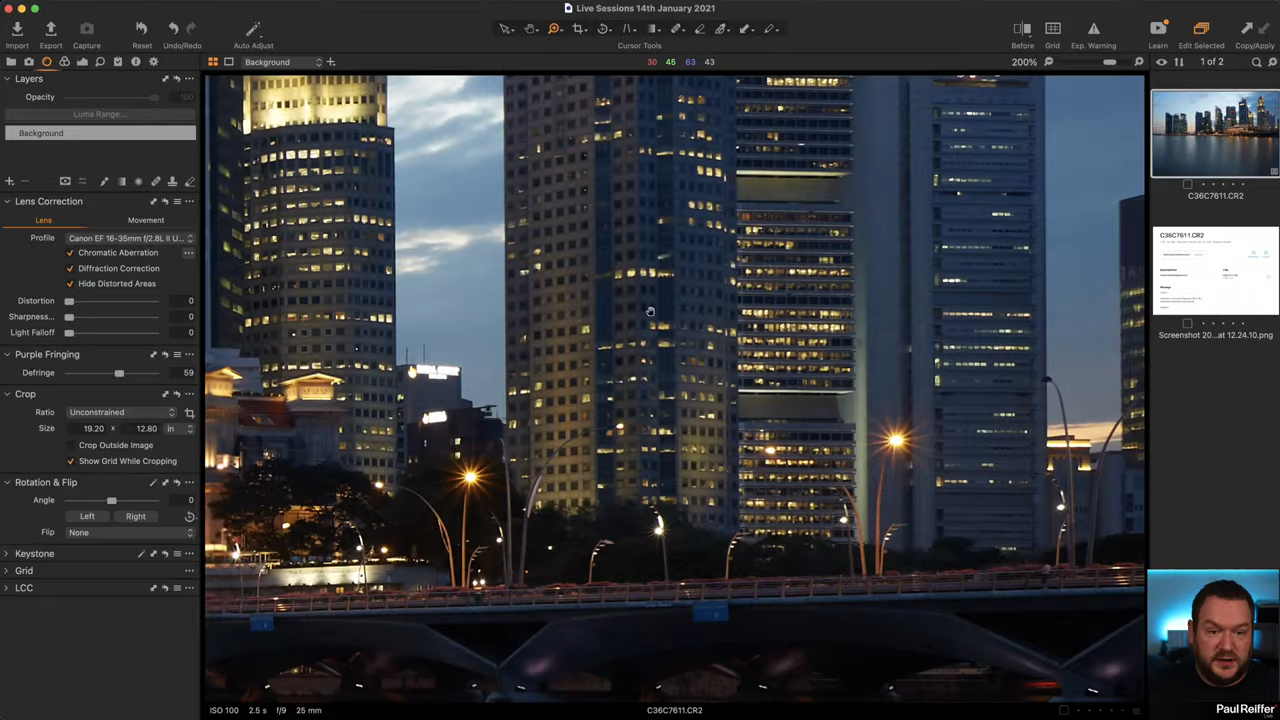 Live Sessions 14th January 2021
Import Export Capture Reset Undo/Redo Auto Adjust Cursor Tools Before Grid Exp. Warning Learn Edit Selected Copy/Apply
Background 30 45 63 43 200% 1 of 2
Layers
Opacity 100
Luma Range...
Background
Lens Correction
Lens Movement
Profile Canon EF 16-35mm f/2.8L II U...
Chromatic Aberration
Diffraction Correction
Hide Distorted Areas
Distortion 0
Sharpness... 0
Light Falloff 0
Purple Fringing
Defringe 59
Crop
Ratio Unconstrained
Size 19.20 x 12.80 in
Crop Outside Image
Show Grid While Cropping
Rotation & Flip
Angle 0
Left Right
Flip None
Keystone
Grid
LCC
C36C7611.CR2
C36C7611.CR2
Message
Screenshot 20...at 12.24.10.png
ISO 100 2.5 s f/9 25 mm C36C7611.CR2
PaulReiffer
Live